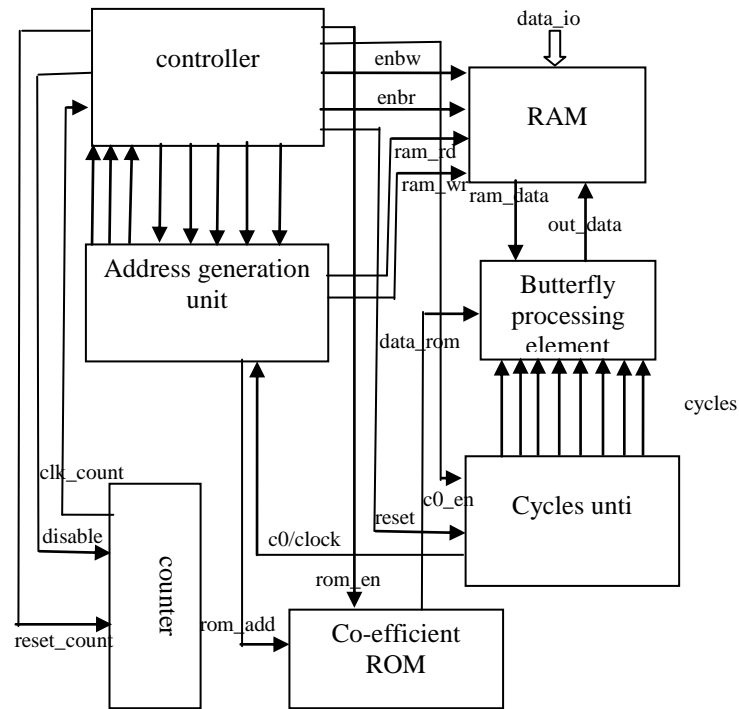 data_io
controller
enbw
enbr
RAM
ram_rd
ram_wr
ram_data
out_data
Address generation
unit
Butterfly
processing
element
data_rom
cycles
clk_count
c0_en
Cycles unti
reset
disable
c0/clock
counter
rom_en
rom_add
reset_count
Co-efficient
ROM